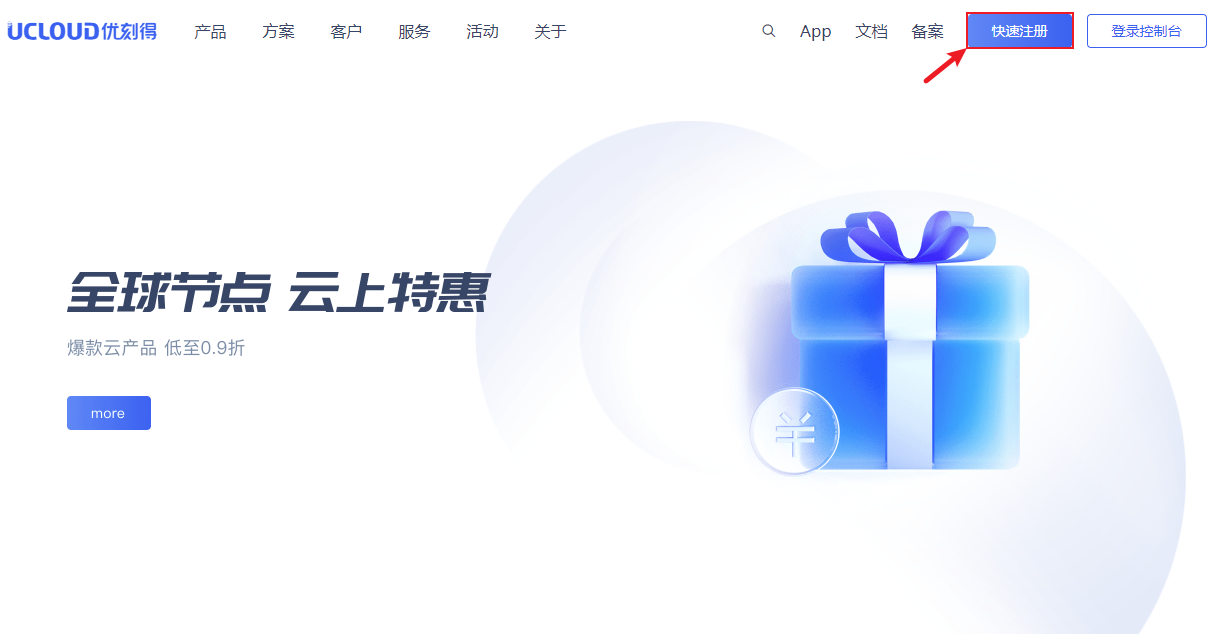 UCLOUD优刻得 产品 方案 客户 服务 活动 关于 App 文档 备案 快速注册 登录控制台
全球节点 云上特惠
爆款云产品 低至0.9折
more
¥